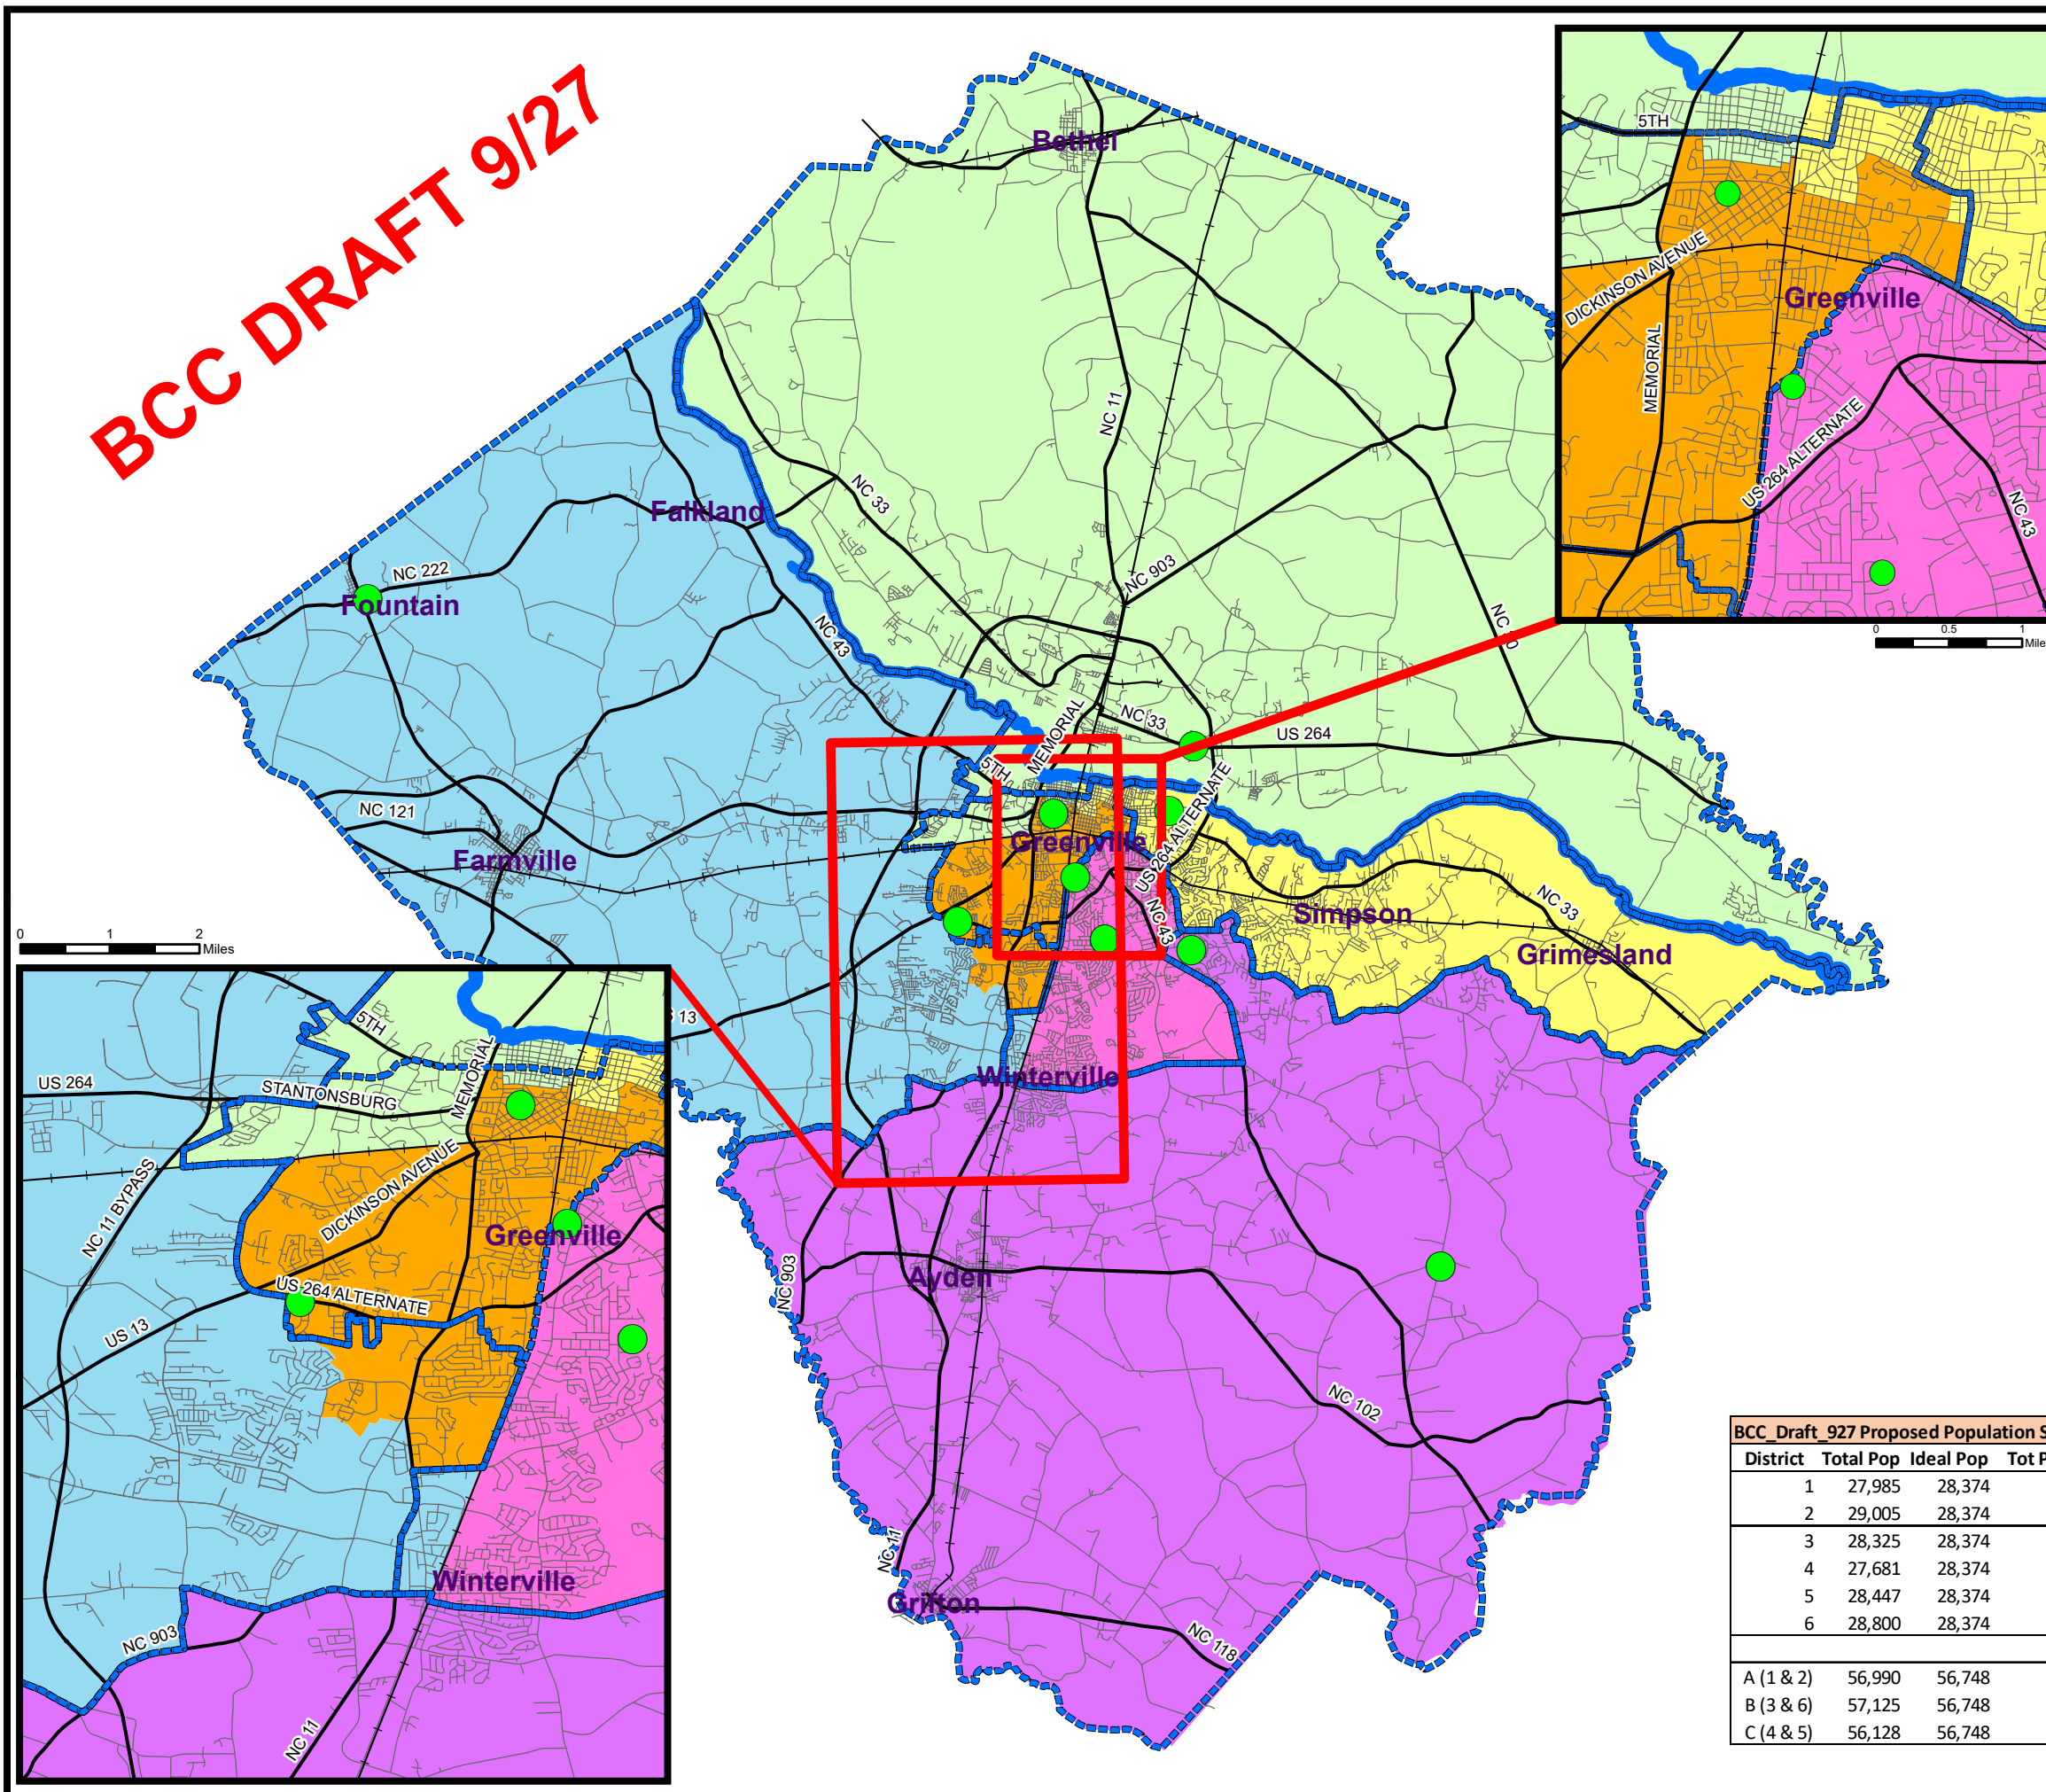 BCC DRAFT 9/27
Bethel
NC 11
NC 33
Falkland
NC 222
Fountain
NC 43
NC 903
NC 33
US 264
MEMORIAL
5TH
US 264 ALTERNATE
Greenville
NC 121
Farmville
NC 43
Simpson
NC 33
Grimesland
13
Winterville
NC 903
Ayden
NC 102
NC 11
Grifton
NC 118
5TH
DICKINSON AVENUE
Greenville
MEMORIAL
US 264 ALTERNATE
NC 43
0 0.5 1
Mile
0 1 2
Miles
5TH
US 264
STANTONSBURG
MEMORIAL
NC 11 BYPASS
DICKINSON AVENUE
Greenville
US 264 ALTERNATE
US 13
Winterville
NC 903
NC 11
BCC_Draft_927 Proposed Population S
District Total Pop Ideal Pop Tot P
1 27,985 28,374
2 29,005 28,374
3 28,325 28,374
4 27,681 28,374
5 28,447 28,374
6 28,800 28,374
A (1 & 2) 56,990 56,748
B (3 & 6) 57,125 56,748
C (4 & 5) 56,128 56,748